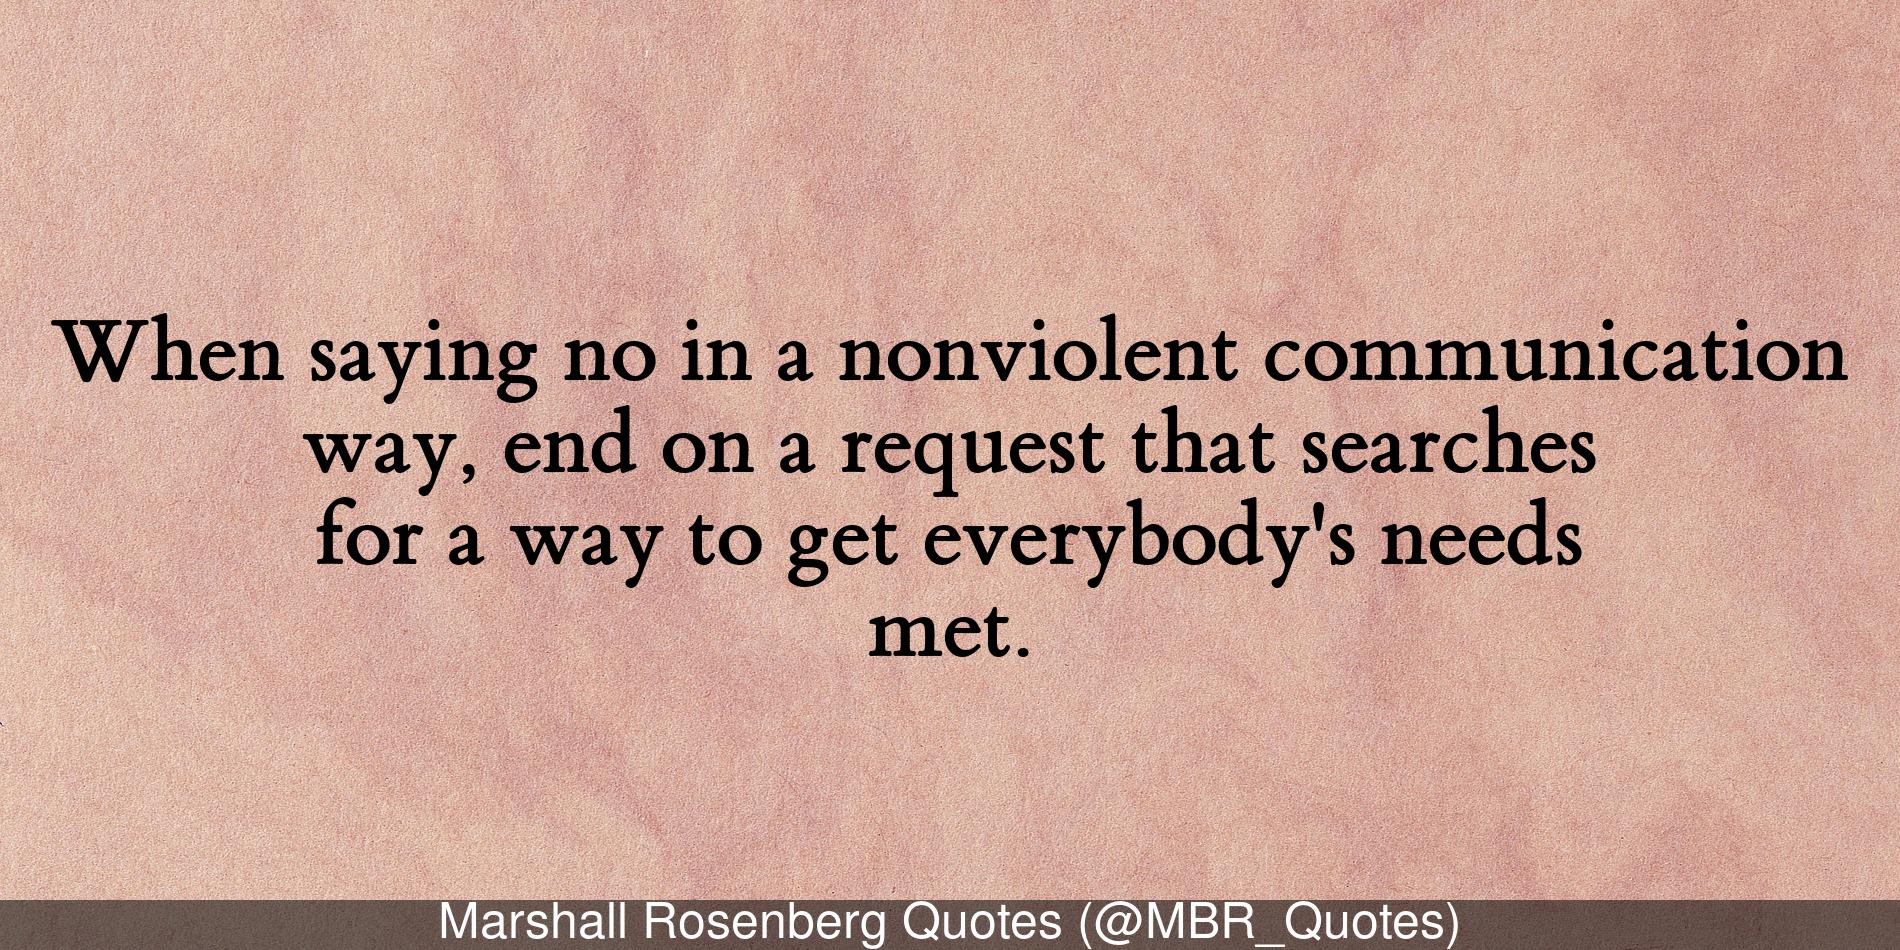 When saying no in a nonviolent communication
way, end on a request that searches
for a way to get everybody's needs
met.
Marshall Rosenberg Quotes (@MBR_Quotes)